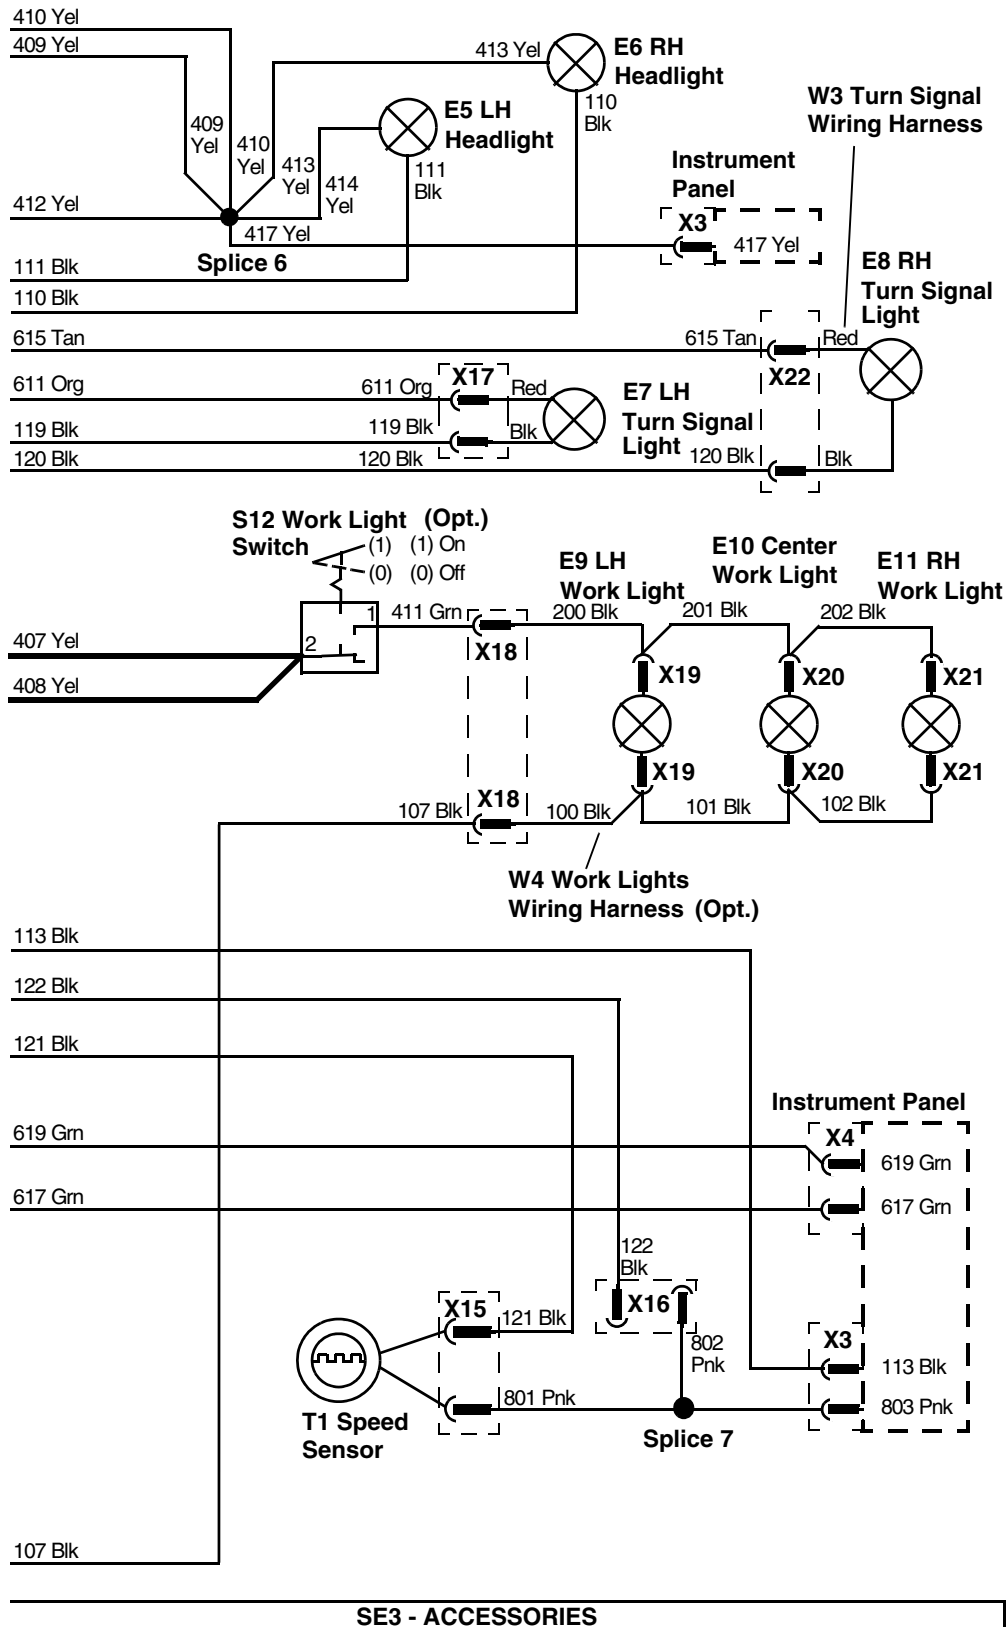 410 Yel
409 Yel
413 Yel
E6 RH
Headlight
110
Blk
E5 LH
Headlight
W3 Turn Signal
Wiring Harness
409
Yel
410
Yel
413
Yel
414
Yel
111
Blk
Instrument
Panel
412 Yel
417 Yel
X3
417 Yel
Splice 6
111 Blk
110 Blk
E8 RH
Turn Signal
Light
615 Tan
615 Tan
Red
X22
611 Org
611 Org
X17
Red
E7 LH
Turn Signal
Light
119 Blk
119 Blk
Blk
120 Blk
120 Blk
120 Blk
Blk
S12 Work Light (Opt.)
Switch
(1) (1) On
(0) (0) Off
E9 LH
Work Light
E10 Center
Work Light
E11 RH
Work Light
1
411 Grn
200 Blk
201 Blk
202 Blk
407 Yel
2
X18
X19
X20
X21
408 Yel
X19
X20
X21
107 Blk
X18
100 Blk
101 Blk
102 Blk
W4 Work Lights
Wiring Harness (Opt.)
113 Blk
122 Blk
121 Blk
Instrument Panel
619 Grn
X4
619 Grn
617 Grn
617 Grn
122
Blk
X15
121 Blk
X16
802
Pnk
X3
113 Blk
801 Pnk
803 Pnk
T1 Speed
Sensor
Splice 7
107 Blk
SE3 - ACCESSORIES